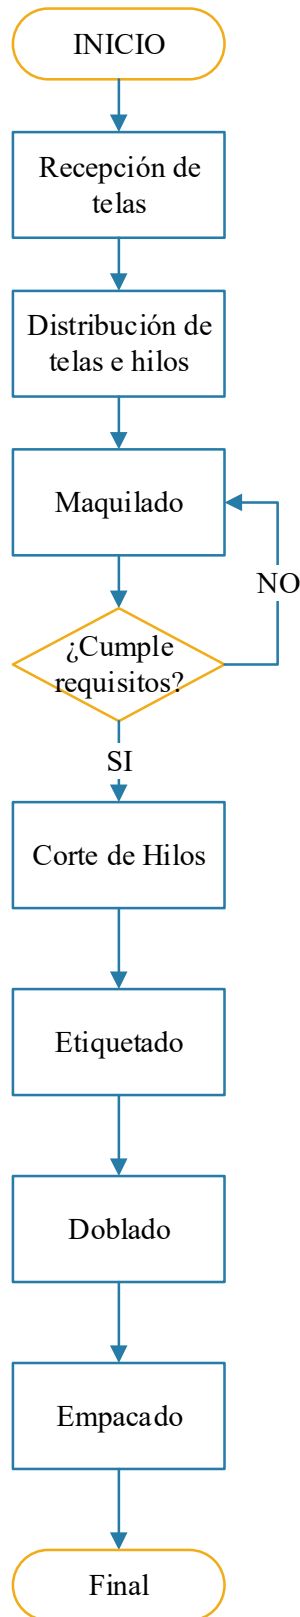 INICIO
Recepción de
telas
Distribución de
telas e hilos
Maquilado
NO
¿Cumple
requisitos?
SI
Corte de Hilos
Etiquetado
Doblado
Empacado
Final